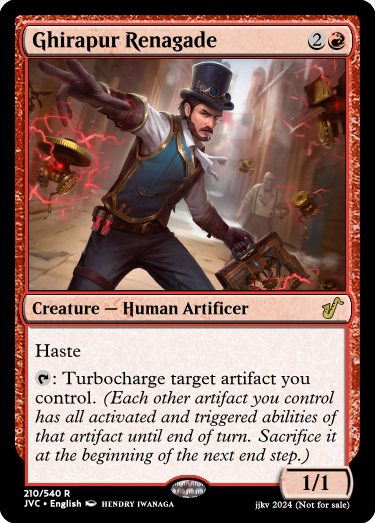 Ghirapur Renagade 2
Creature — Human Artificer
Haste
: Turbocharge target artifact you
control. (Each other artifact you control
has all activated and triggered abilities of
that artifact until end of turn. Sacrifice it
at the beginning of the next end step.)
1/1
210/540 R
JVC • English HENDRY IWANAGA
jjkv 2024 (Not for sale)